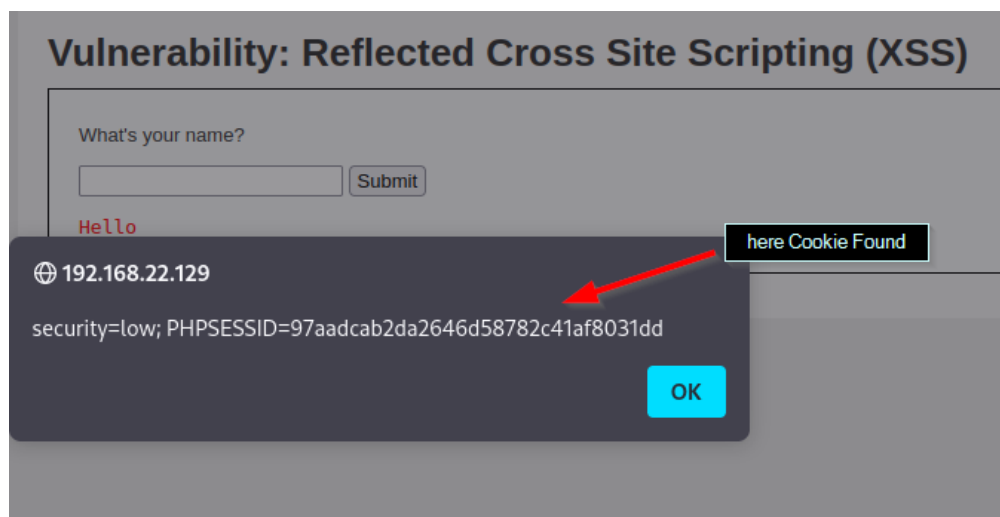 Vulnerability: Reflected Cross Site Scripting (XSS)
What's your name?
Submit
Hello
here Cookie Found
192.168.22.129
security=low; PHPSESSID=97aadcab2da2646d58782c41af8031dd
OK